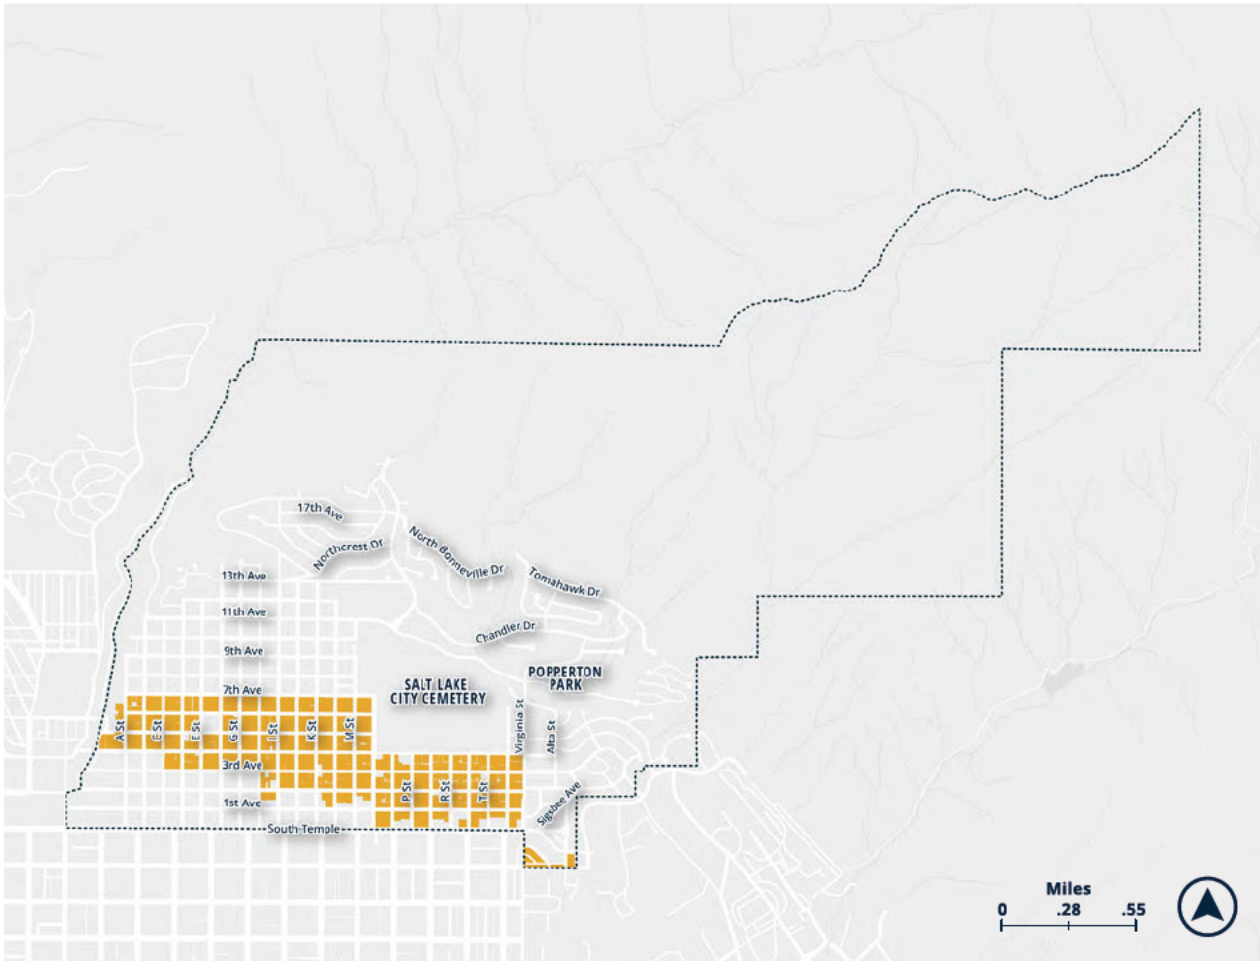 17th Ave
Northcrest Dr
North Bonneville Dr
13th Ave
Tomahawk Dr
11th Ave
Chandler Dr
9th Ave
POPPERTON
PARK
SALT LAKE
CITY CEMETERY
7th Ave
A St
C St
E St
G St
I St
K St
M St
Virginia St
Alta St
3rd Ave
P St
R St
T St
1st Ave
Sigsbee Ave
South Temple
Miles
0 .28 .55